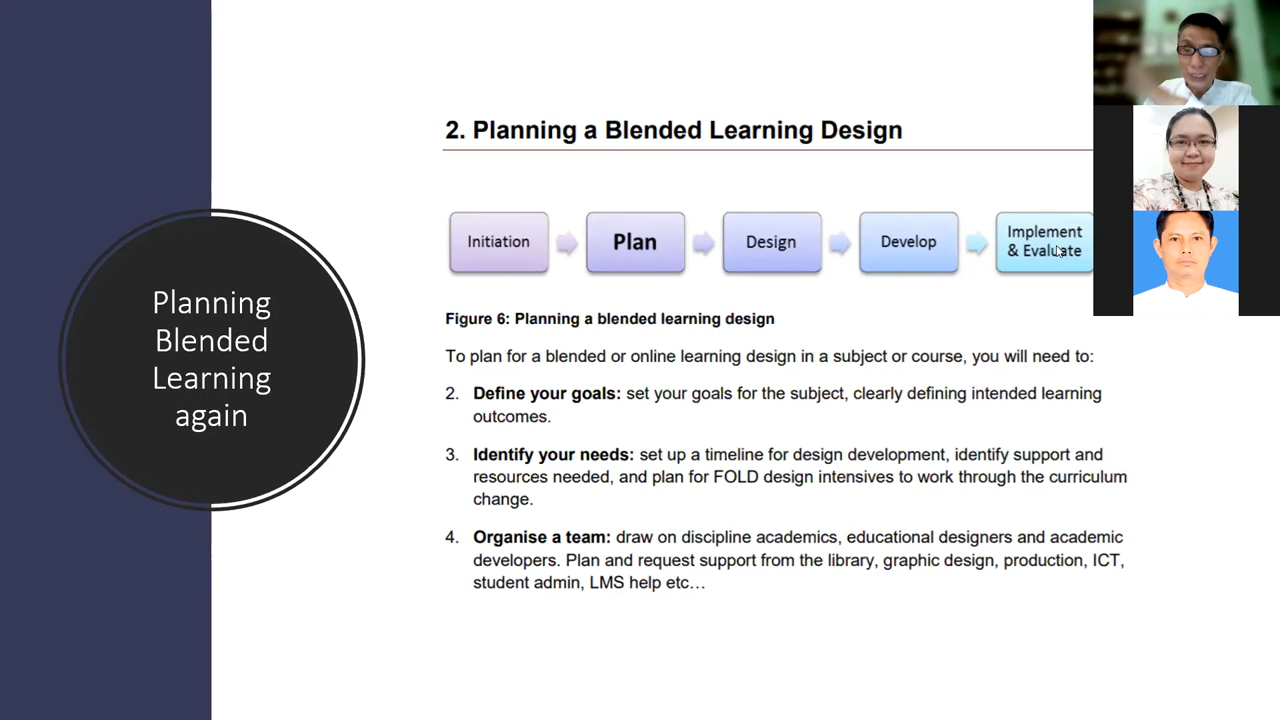 Planning
Blended
Learning
again
2. Planning a Blended Learning Design
Initiation
Plan
Design
Develop
Implement
& Evaluate
Figure 6: Planning a blended learning design
To plan for a blended or online learning design in a subject or course, you will need to:
2. Define your goals: set your goals for the subject, clearly defining intended learning
outcomes.
3. Identify your needs: set up a timeline for design development, identify support and
resources needed, and plan for FOLD design intensives to work through the curriculum
change.
4. Organise a team: draw on discipline academics, educational designers and academic
developers. Plan and request support from the library, graphic design, production, ICT,
student admin, LMS help etc…